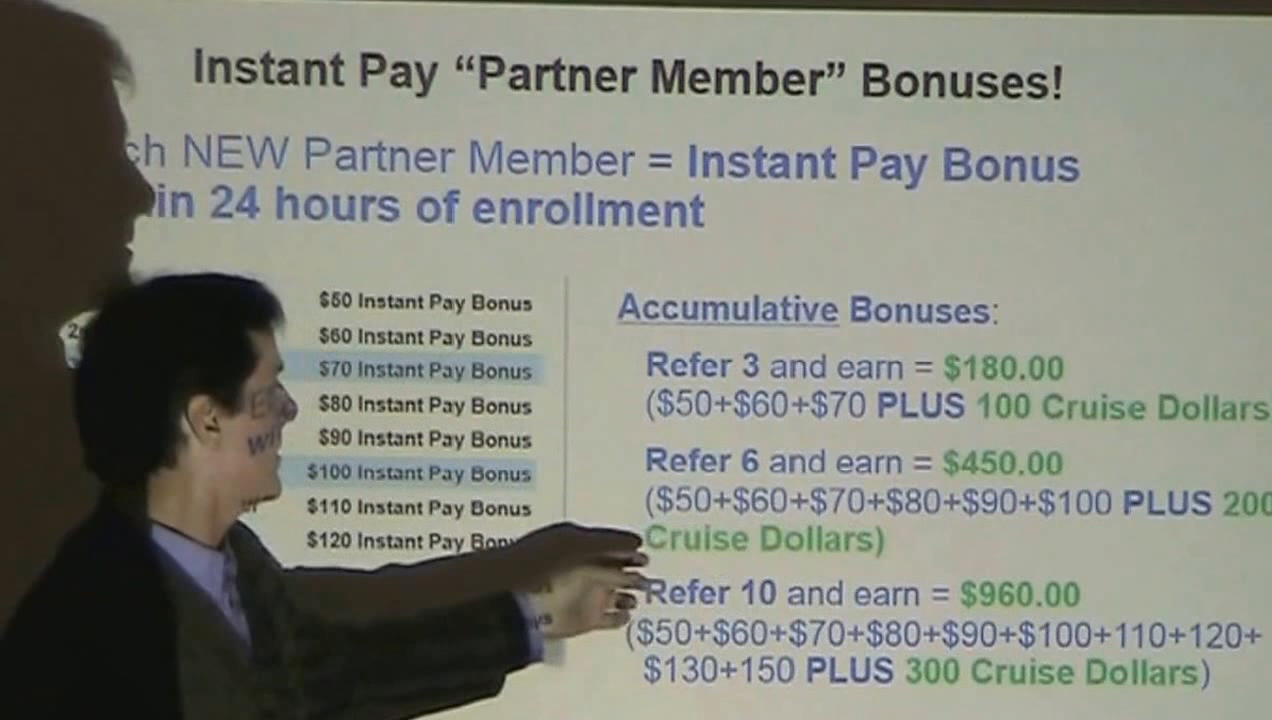 Instant Pay “Partner Member” Bonuses!
ch NEW Partner Member = Instant Pay Bonus
in 24 hours of enrollment
$50 Instant Pay Bonus
$60 Instant Pay Bonus
$70 Instant Pay Bonus
$80 Instant Pay Bonus
$90 Instant Pay Bonus
$100 Instant Pay Bonus
$110 Instant Pay Bonus
$120 Instant Pay Bonu
Accumulative Bonuses:
Refer 3 and earn = $180.00
($50+$60+$70 PLUS 100 Cruise Dollars
Refer 6 and earn = $450.00
($50+$60+$70+$80+$90+$100 PLUS 200
Cruise Dollars)
Refer 10 and earn = $960.00
($50+$60+$70+$80+$90+$100+110+120+
$130+150 PLUS 300 Cruise Dollars)